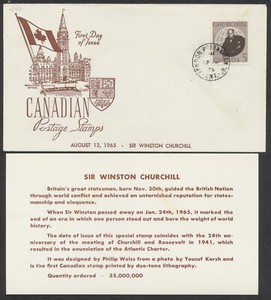 First Day
of
Issue
CHURCHILL
CANADIAN
Postage Stamps
AUGUST 12, 1965 - SIR WINSTON CHURCHILL
SIR WINSTON CHURCHILL
Britain's great statesman, born Nov. 30th, guided the British Nation
through world conflict and achieved an untarnished reputation for states-
manship and eloquence.
When Sir Winston passed away on Jan. 24th, 1965, it marked the
end of an era in which one person stood out and bore the weight of world
history.
The date of issue of this special stamp coincides with the 24th an-
niversary of the meeting of Churchill and Roosevelt in 1941, which
resulted in the enunciation of the Atlantic Charter.
It was designed by Philip Weiss from a photo by Yousuf Karsh and
is the first Canadian stamp printed by duo-tone lithography.
Quantity ordered - 35,000,000